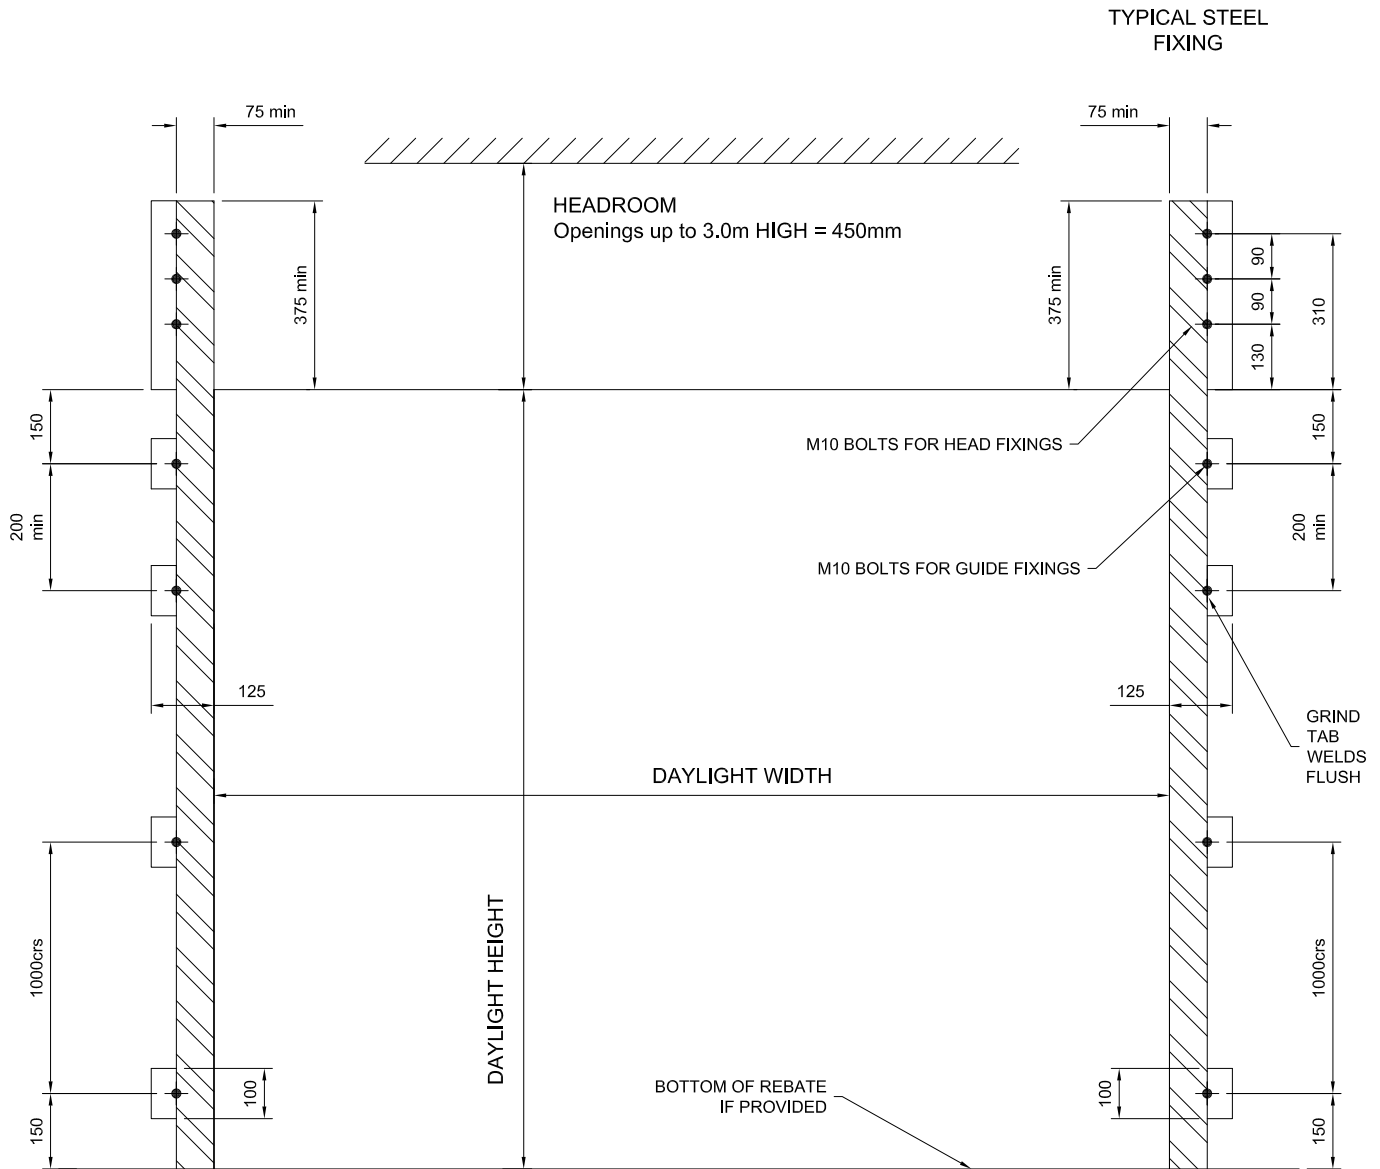 TYPICAL STEEL
FIXING
75 min
75 min
HEADROOM
Openings up to 3.0m HIGH = 450mm
375 min
375 min
90
90
130
310
150
150
M10 BOLTS FOR HEAD FIXINGS
200
min
200
min
M10 BOLTS FOR GUIDE FIXINGS
125
125
GRIND
TAB
WELDS
FLUSH
DAYLIGHT WIDTH
DAYLIGHT HEIGHT
1000crs
1000crs
100
100
BOTTOM OF REBATE
IF PROVIDED
150
150